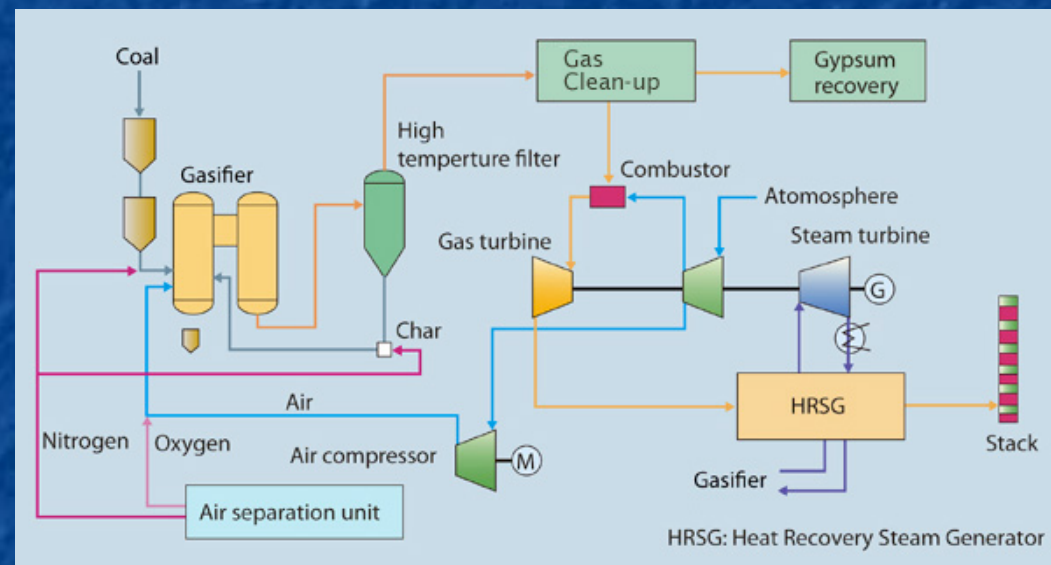 Coal
Gas
Clean-up
Gypsum
recovery
High
temperture filter
Gasifier
Combustor
Atomosphere
Gas turbine
Steam turbine
G
Char
Air
HRSG
Nitrogen
Oxygen
Air compressor
M
Stack
Gasifier
Air separation unit
HRSG: Heat Recovery Steam Generator